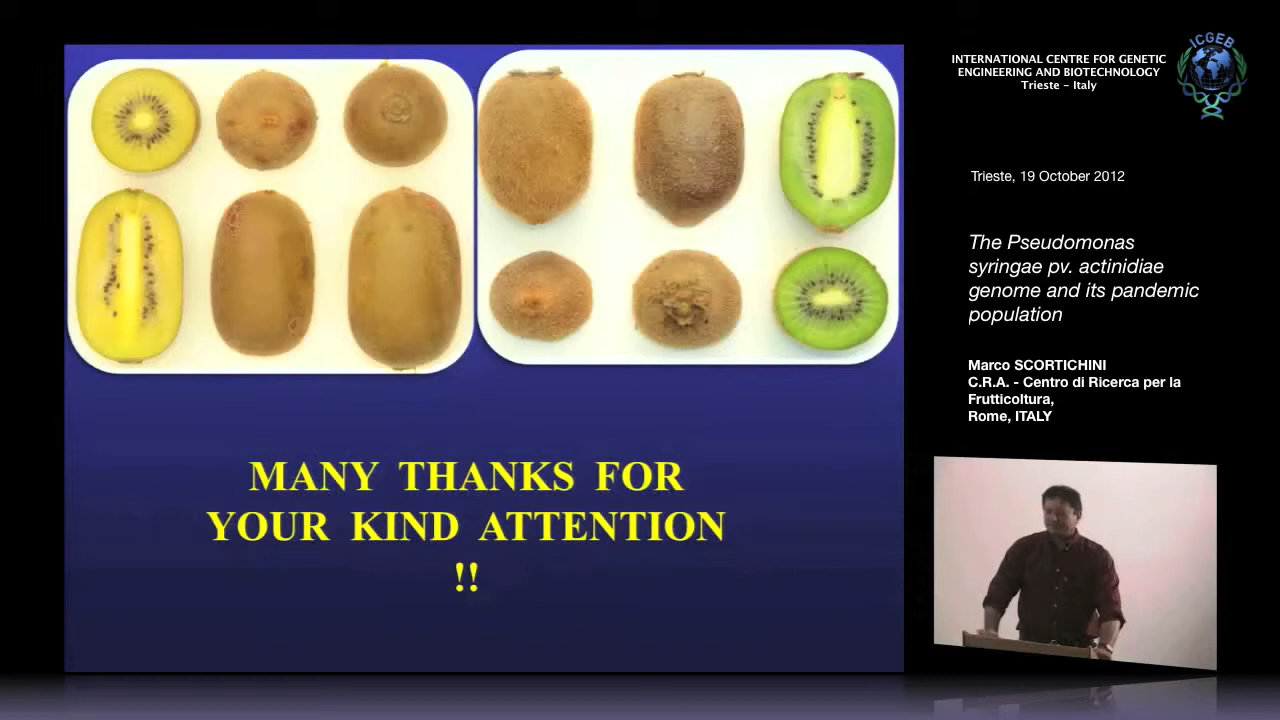 MANY THANKS FOR
YOUR KIND ATTENTION
!!
ICGEB
INTERNATIONAL CENTRE FOR GENETIC
ENGINEERING AND BIOTECHNOLOGY
Trieste - Italy
Trieste, 19 October 2012
The Pseudomonas
syringae pv. actinidiae
genome and its pandemic
population
Marco SCORTICHINI
C.R.A. - Centro di Ricerca per la
Frutticoltura,
Rome, ITALY